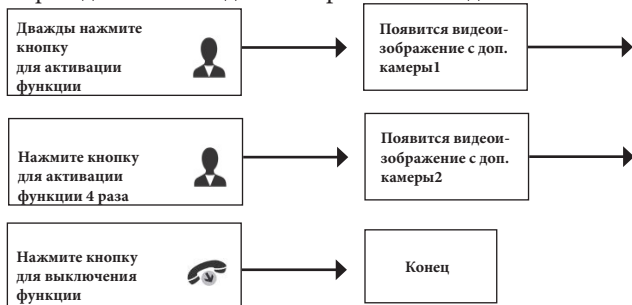 Дважды нажмите
кнопку
для активации
функции
Появится видеои-
зображение с доп.
камеры1
Нажмите кнопку
для активации
функции 4 раза
Появится видеои-
зображение с доп.
камеры2
Нажмите кнопку
для выключения
функции
Конец